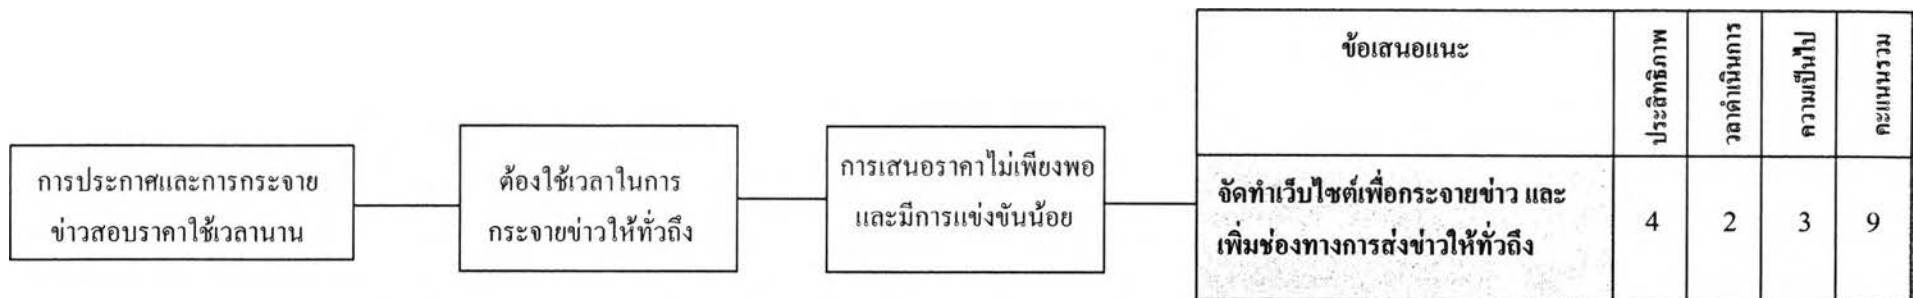 การประกาศและการกระจาย
ข่าวสอบราคาใช้เวลานาน
ต้องใช้เวลาในการ
กระจายข่าวให้ทั่วถึง
การเสนอราคาไม่เพียงพอ
และมีการแข่งขันน้อย
ข้อเสนอแนะ
ประสิทธิภาพ
วลาดำเนินการ
ความเป็นไป
คะแนนรวม
จัดทำเว็บไซต์เพื่อกระจายข่าว และ
เพิ่มช่องทางการส่งข่าวให้ทั่วถึง
4 2 3 9